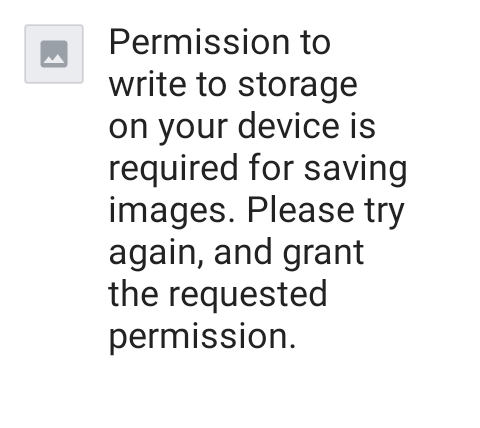 Permission to
write to storage
on your device is
required for saving
images. Please try
again, and grant
the requested
permission.